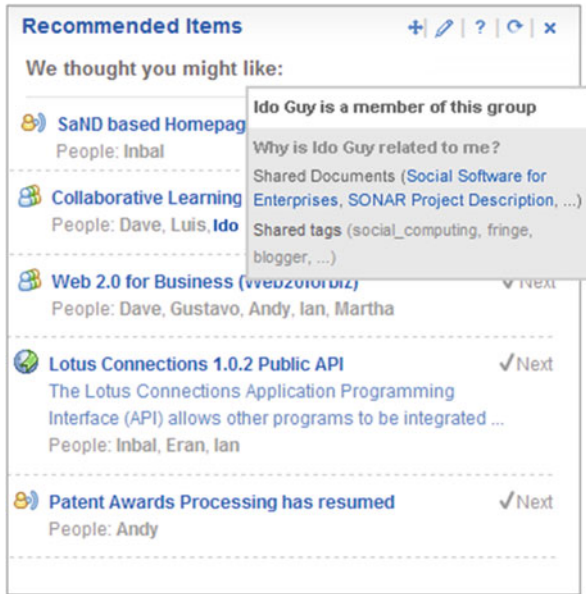 Recommended Items
? 
We thought you might like:
SaND based Homepag
People: Inbal
Collaborative Learning
People: Dave, Luis, Ido
Ido Guy is a member of this group
Why is Ido Guy related to me?
Shared Documents (Social Software for
Enterprises, SONAR Project Description, ...)
Shared tags (social_computing, fringe,
blogger, ...)
Web 2.0 for Business (Web20forbiz)
Next
People: Dave, Gustavo, Andy, Ian, Martha
Lotus Connections 1.0.2 Public API
Next
The Lotus Connections Application Programming
Interface (API) allows other programs to be integrated ...
People: Inbal, Eran, Ian
Patent Awards Processing has resumed
Next
People: Andy